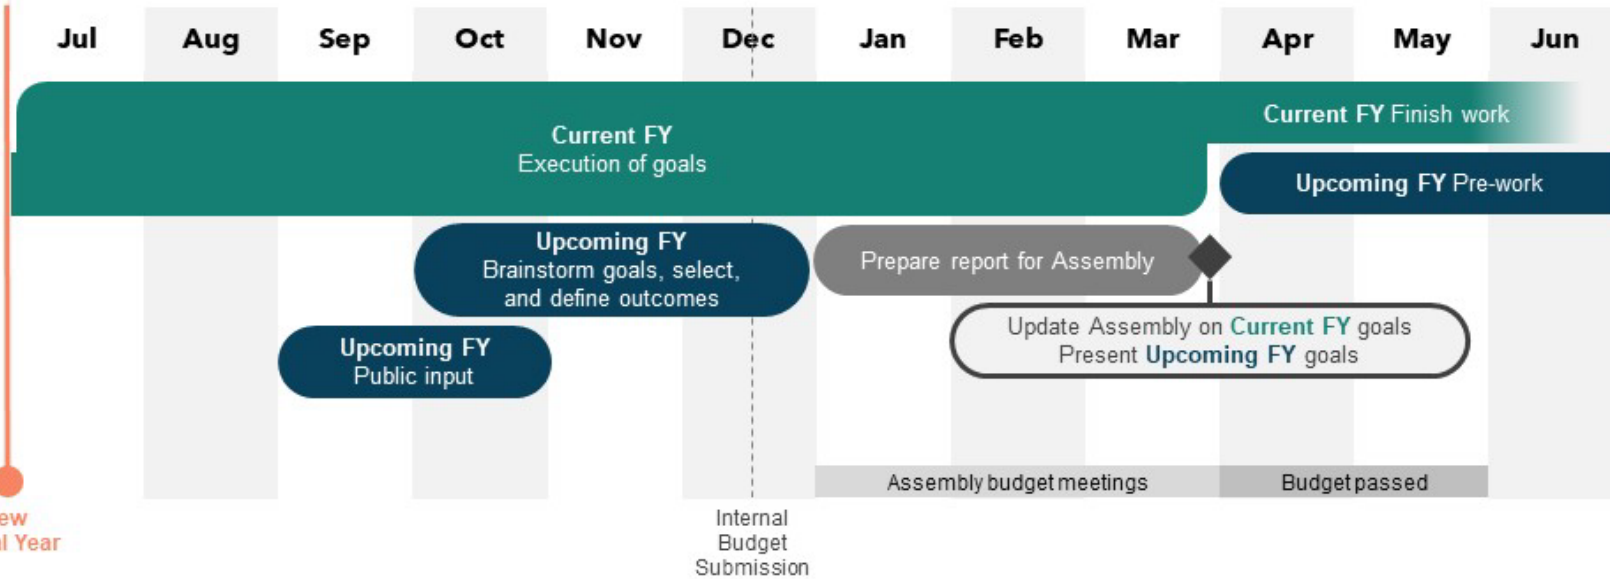 Jul Aug Sep Oct Nov Dec Jan Feb Mar Apr May Jun
Current FY Finish work
Current FY
Execution of goals
Upcoming FY Pre-work
Upcoming FY
Brainstorm goals, select,
and define outcomes
Prepare report for Assembly
Update Assembly on Current FY goals
Present Upcoming FY goals
Upcoming FY
Public input
Assembly budget meetings
Budget passed
ew
l Year
Internal
Budget
Submission